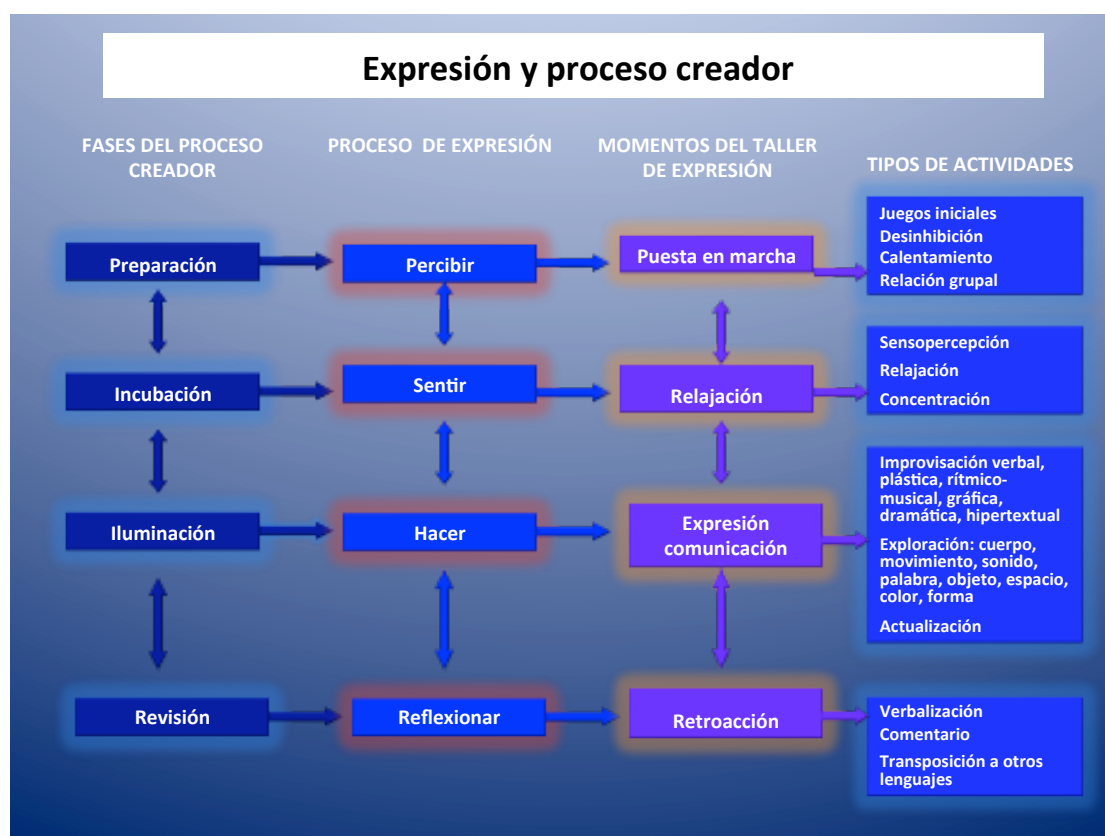 Expresión y proceso creador
FASES DEL PROCESO
CREADOR
PROCESO DE EXPRESIÓN
MOMENTOS DEL TALLER
DE EXPRESIÓN
TIPOS DE ACTIVIDADES
Preparación
Percibir
Puesta en marcha
Juegos iniciales
Desinhibición
Calentamiento
Relación grupal
Incubación
Sentir
Relajación
Sensopercepción
Relajación
Concentración
Iluminación
Hacer
Expresión
comunicación
Improvisación verbal,
plástica, rítmico-
musical, gráfica,
dramática, hipertextual
Exploración: cuerpo,
movimiento, sonido,
palabra, objeto, espacio,
color, forma
Actualización
Revisión
Reflexionar
Retroacción
Verbalización
Comentario
Transposición a otros
lenguajes